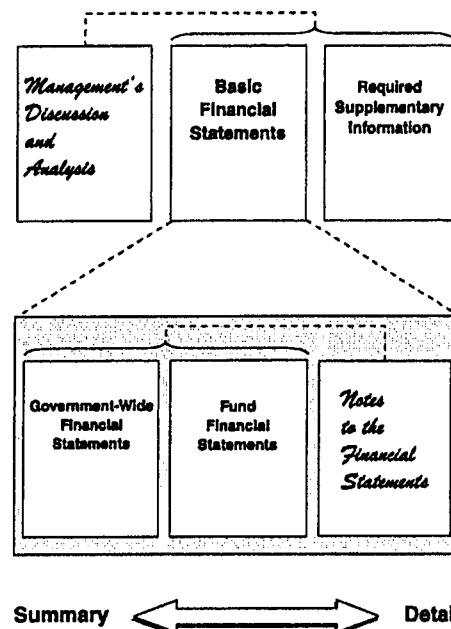 Management's
Discussion
and
Analysis
Basic
Financial
Statements
Required
Supplementary
Information
Government-Wide
Financial
Statements
Fund
Financial
Statements
Notes
to the
Financial
Statements
Summary
Detai